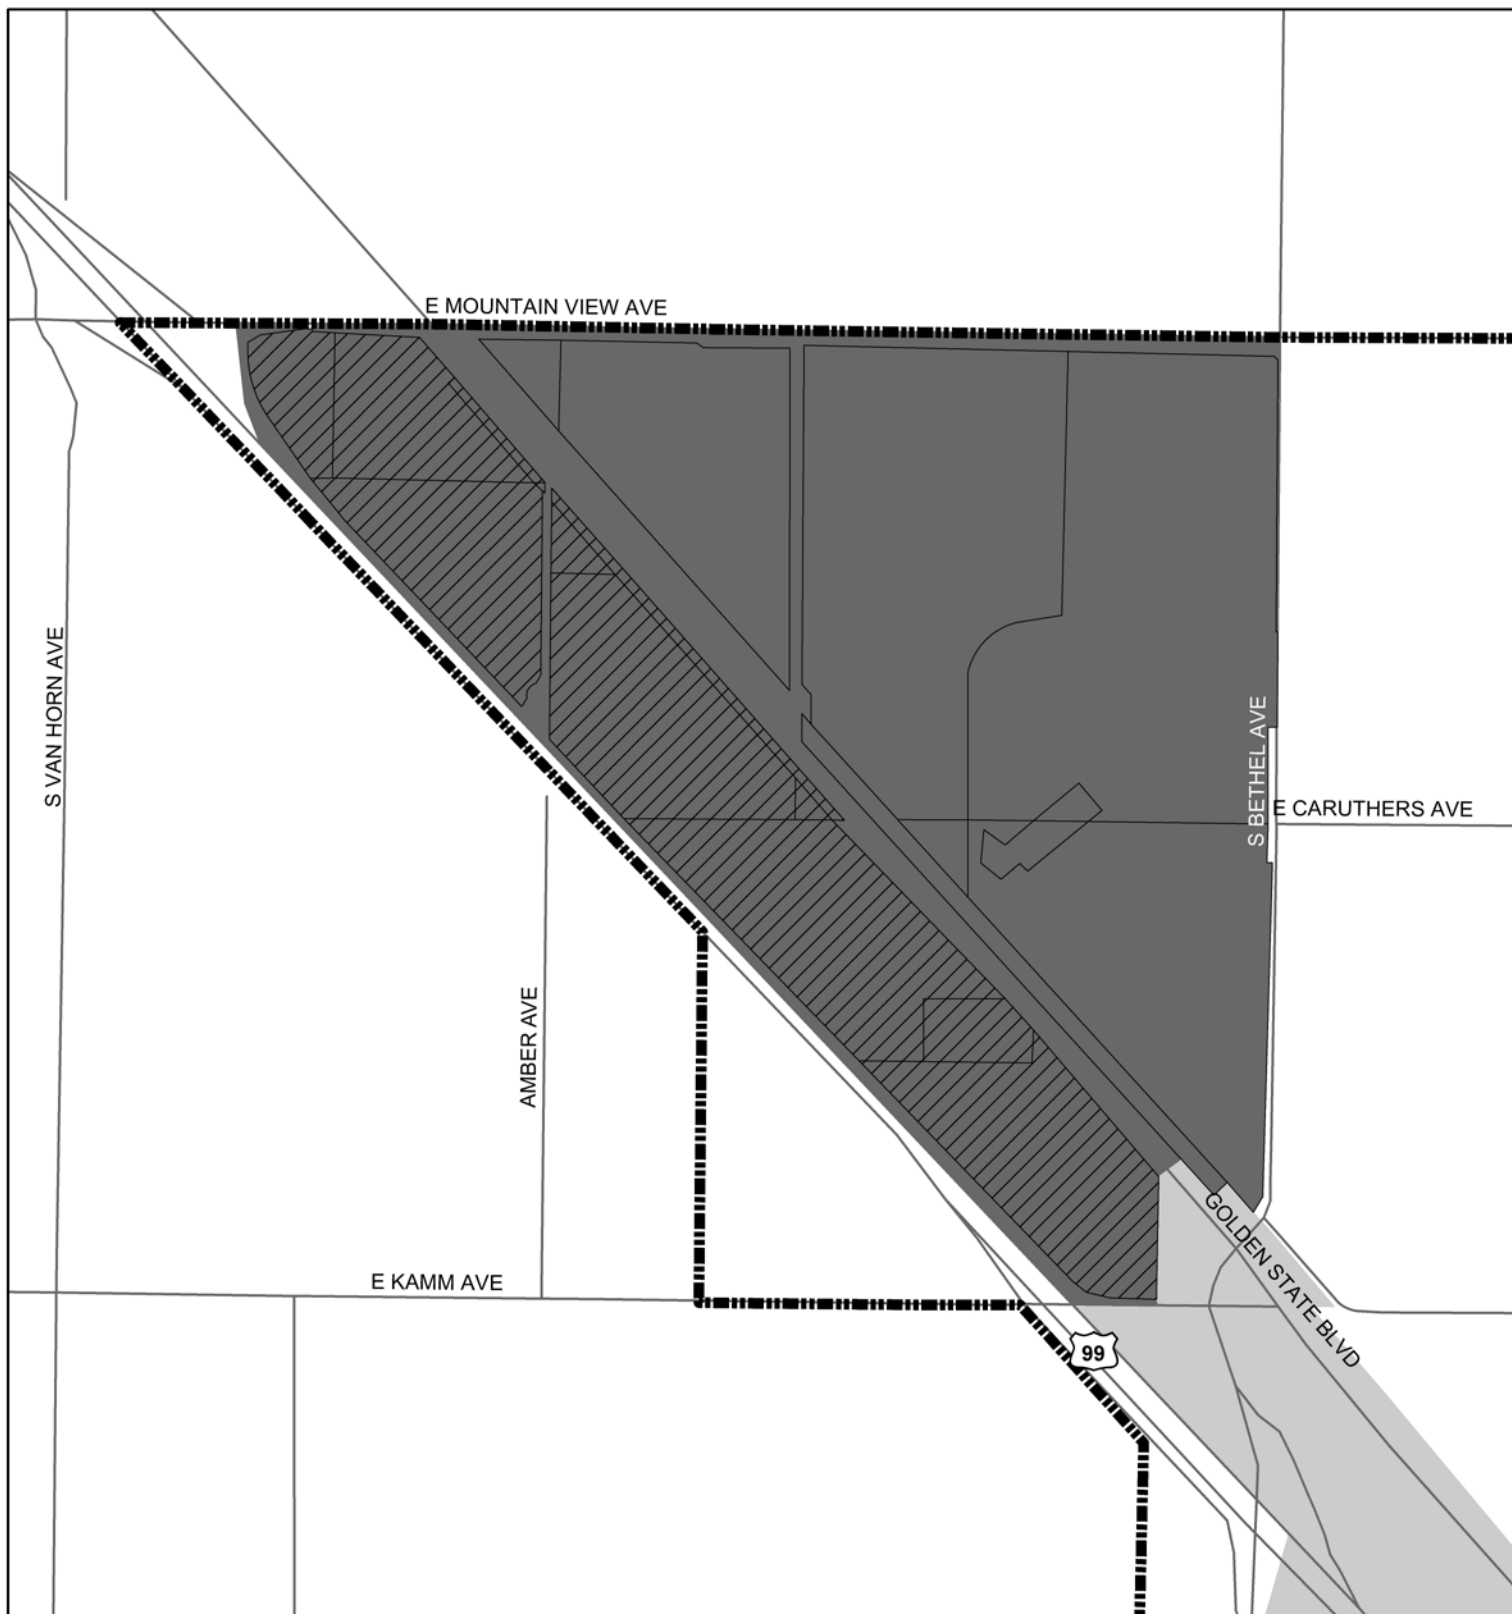 E MOUNTAIN VIEW AVE
S VAN HORN AVE
S BETHEL AVE
E CARUTHERS AVE
AMBER AVE
GOLDEN STATE BLVD
E KAMM AVE
99